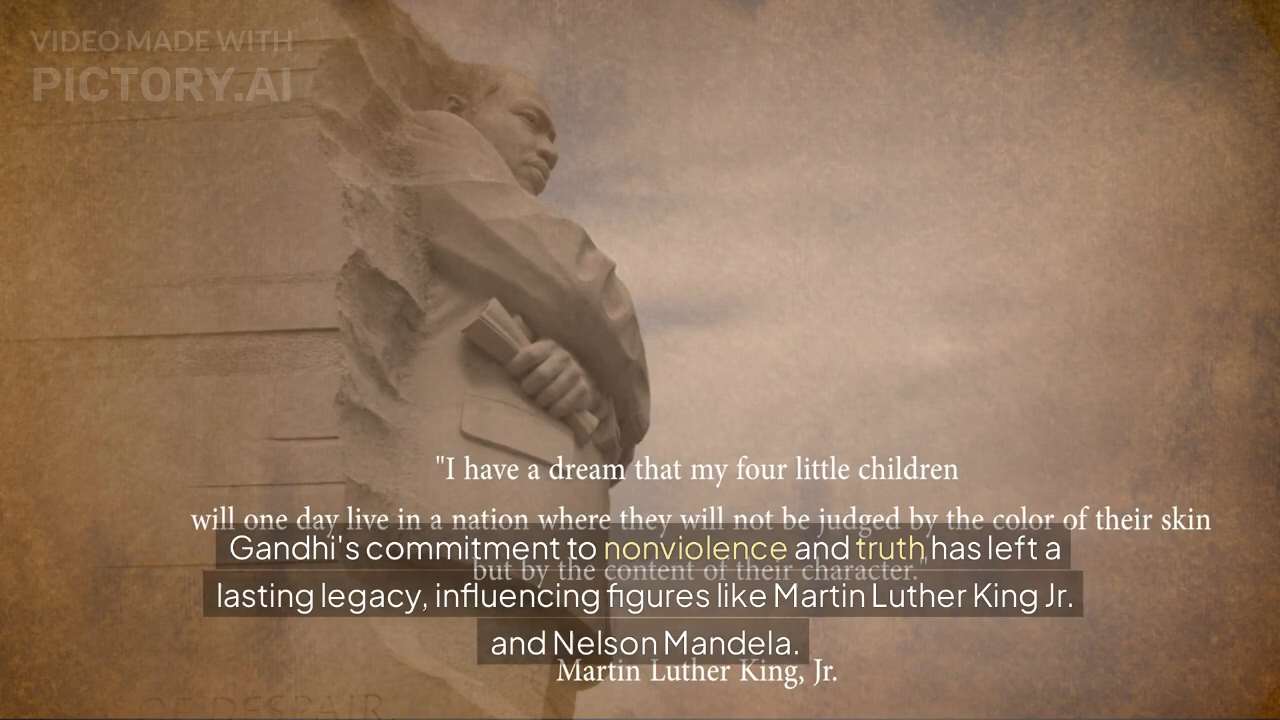 VIDEO MADE WITH
PICTORY.AI
"I have a dream that my four little children
will one day live in a nation where they will not be judged by the color of their skin
Gandhi's commitment to nonviolence and truth has left a
but by the content of their character."
lasting legacy, influencing figures like Martin Luther King Jr.
and Nelson Mandela.
Martin Luther King, Jr.
OF DESPAIR